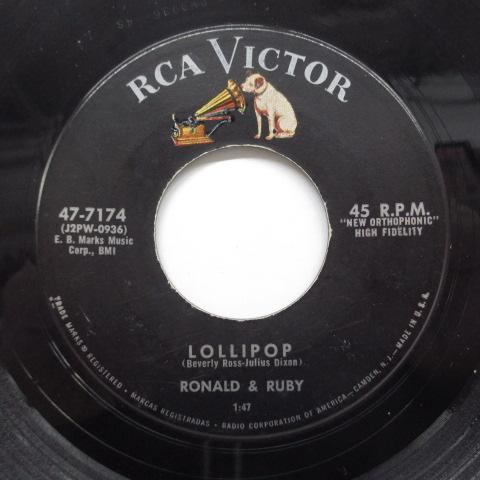 RCA VICTOR
47-7174
(J2PW-0936)
E. B. Marks Music
Corp., BMI
45 R.P.M.
"NEW ORTHOPHONIC"
HIGH FIDELITY
LOLLIPOP
(Beverly Ross-Julius Dixon)
RONALD & RUBY
1:47
TRADE MARKS ® REGISTERED • MARCAS REGISTRADAS - RADIO CORPORATION OF AMERICA—CAMDEN, N. J.—MADE IN U.S.A.